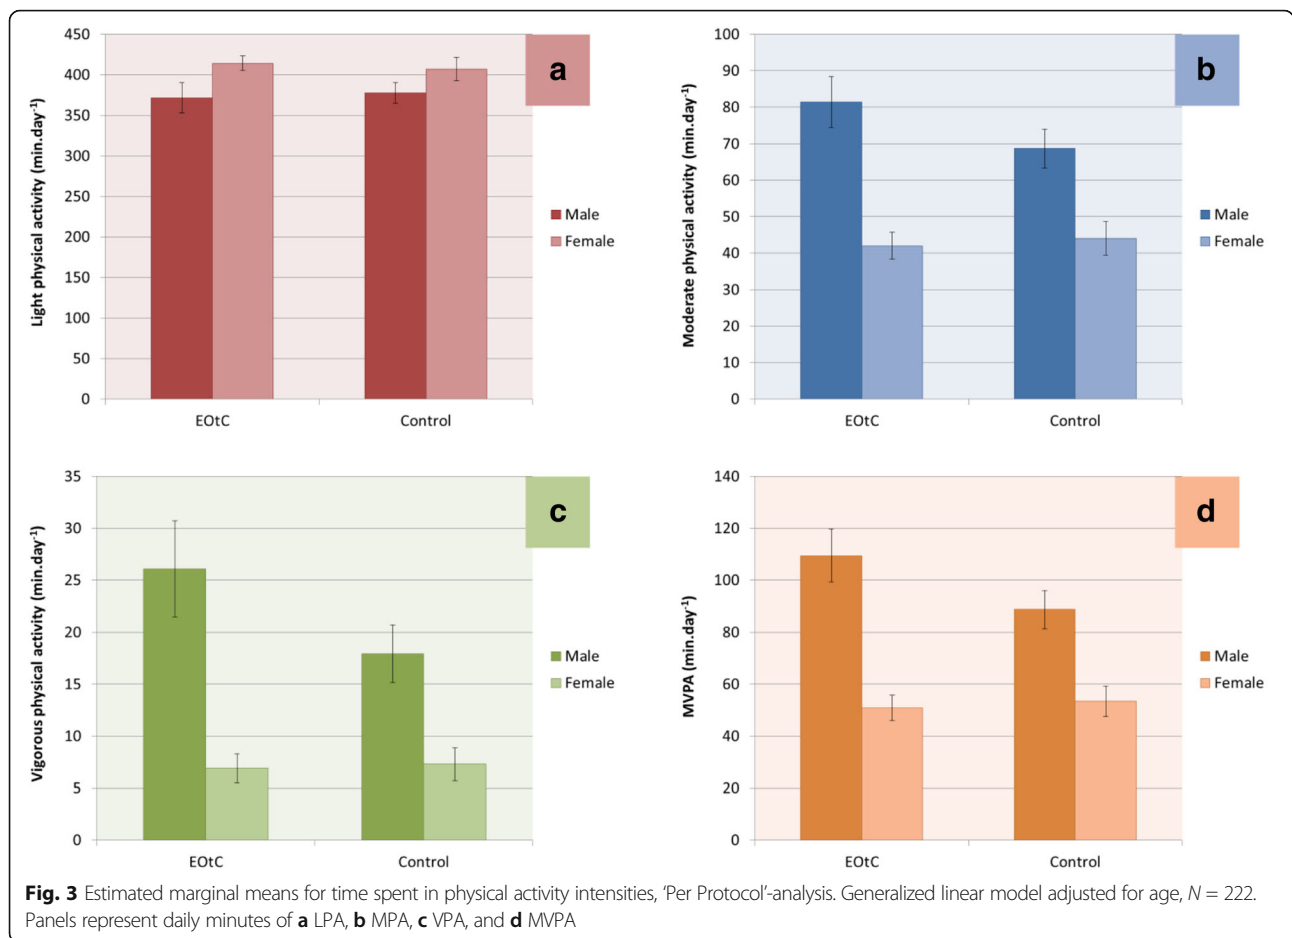 450
400
350
300
250
200
150
100
50
0
Light physical activity (min.day⁻¹)
EOtC
Control
Male
Female
a
100
90
80
70
60
50
40
30
20
10
0
Moderate physical activity (min.day⁻¹)
EOtC
Control
Male
Female
b
35
30
25
20
15
10
5
0
Vigorous physical activity (min.day⁻¹)
EOtC
Control
Male
Female
c
140
120
100
80
60
40
20
0
MVPA (min.day⁻¹)
EOtC
Control
Male
Female
d
Fig. 3 Estimated marginal means for time spent in physical activity intensities, ‘Per Protocol’-analysis. Generalized linear model adjusted for age, N = 222.
Panels represent daily minutes of a LPA, b MPA, c VPA, and d MVPA